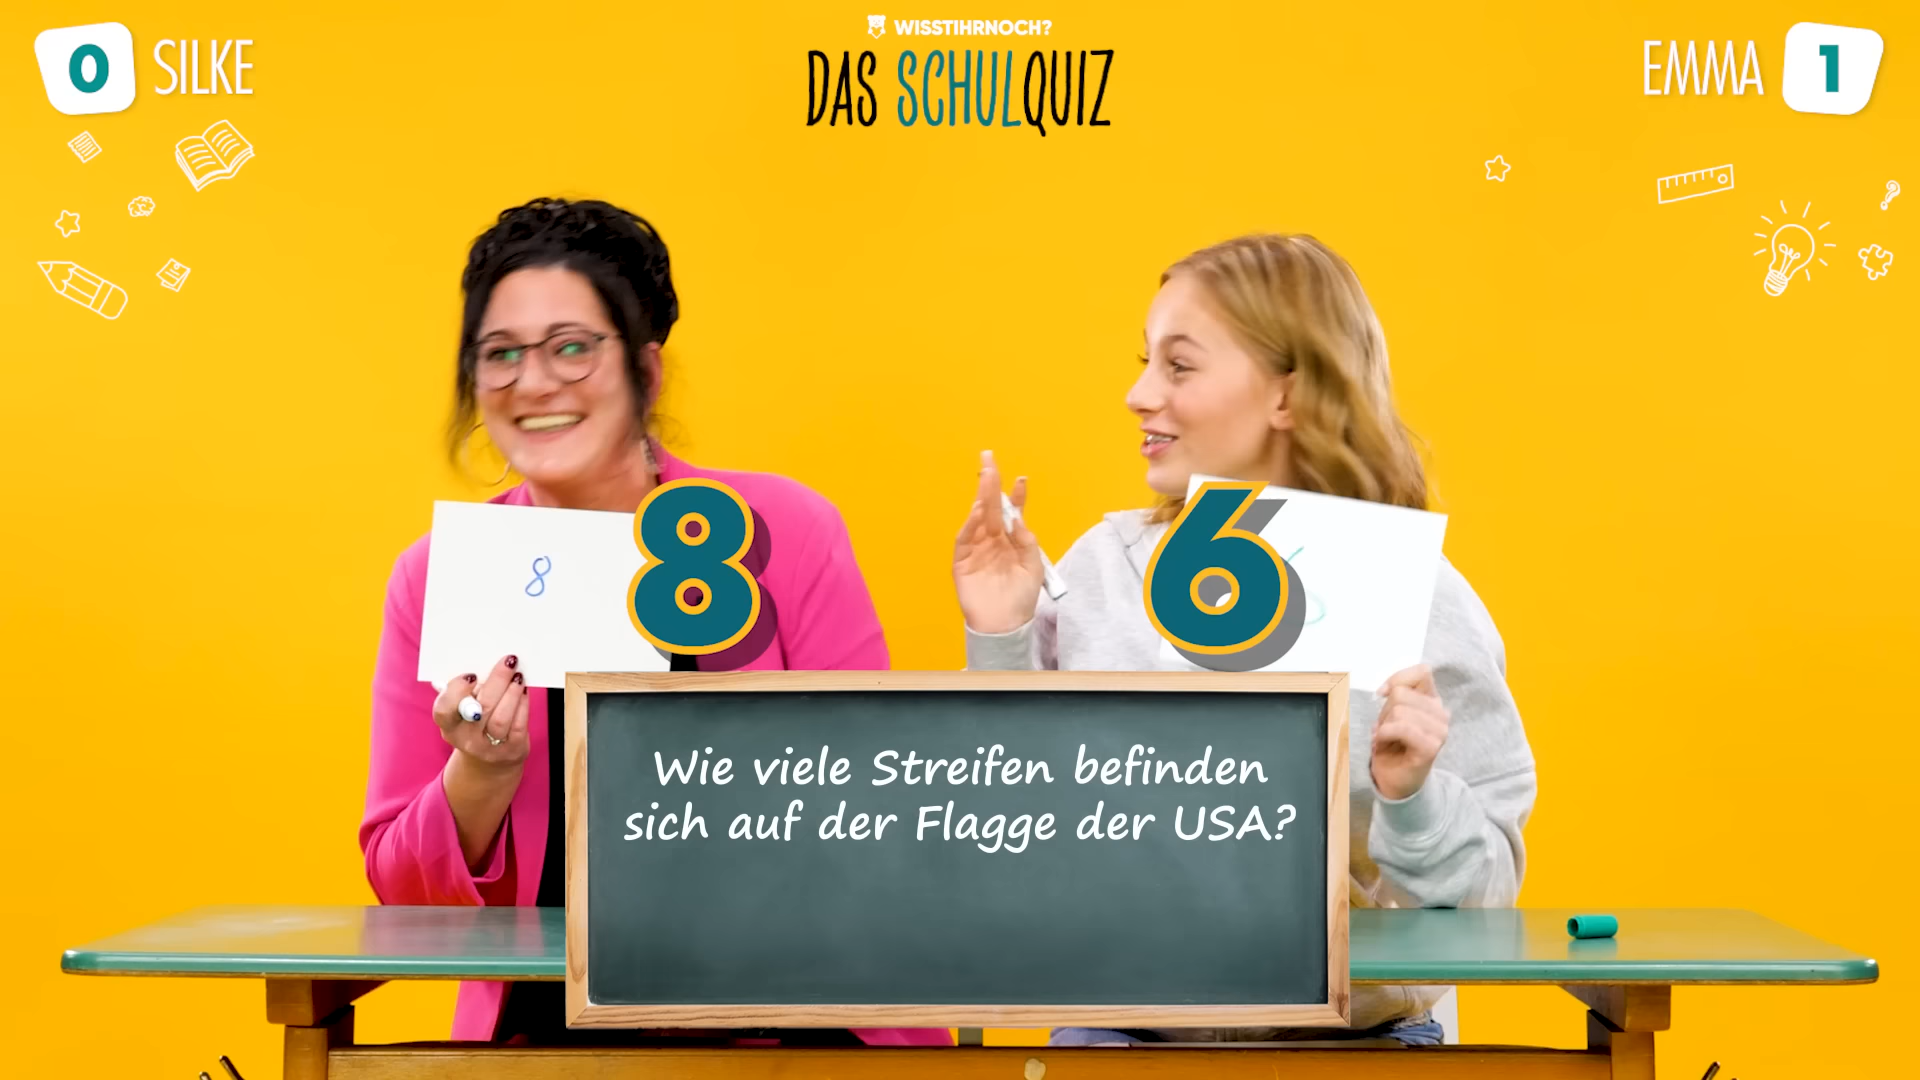 0 SILKE
WISSTIHRNOCH?
DAS SCHULQUIZ
EMMA 1
8
8
6
6
Wie viele Streifen befinden
sich auf der Flagge der USA?